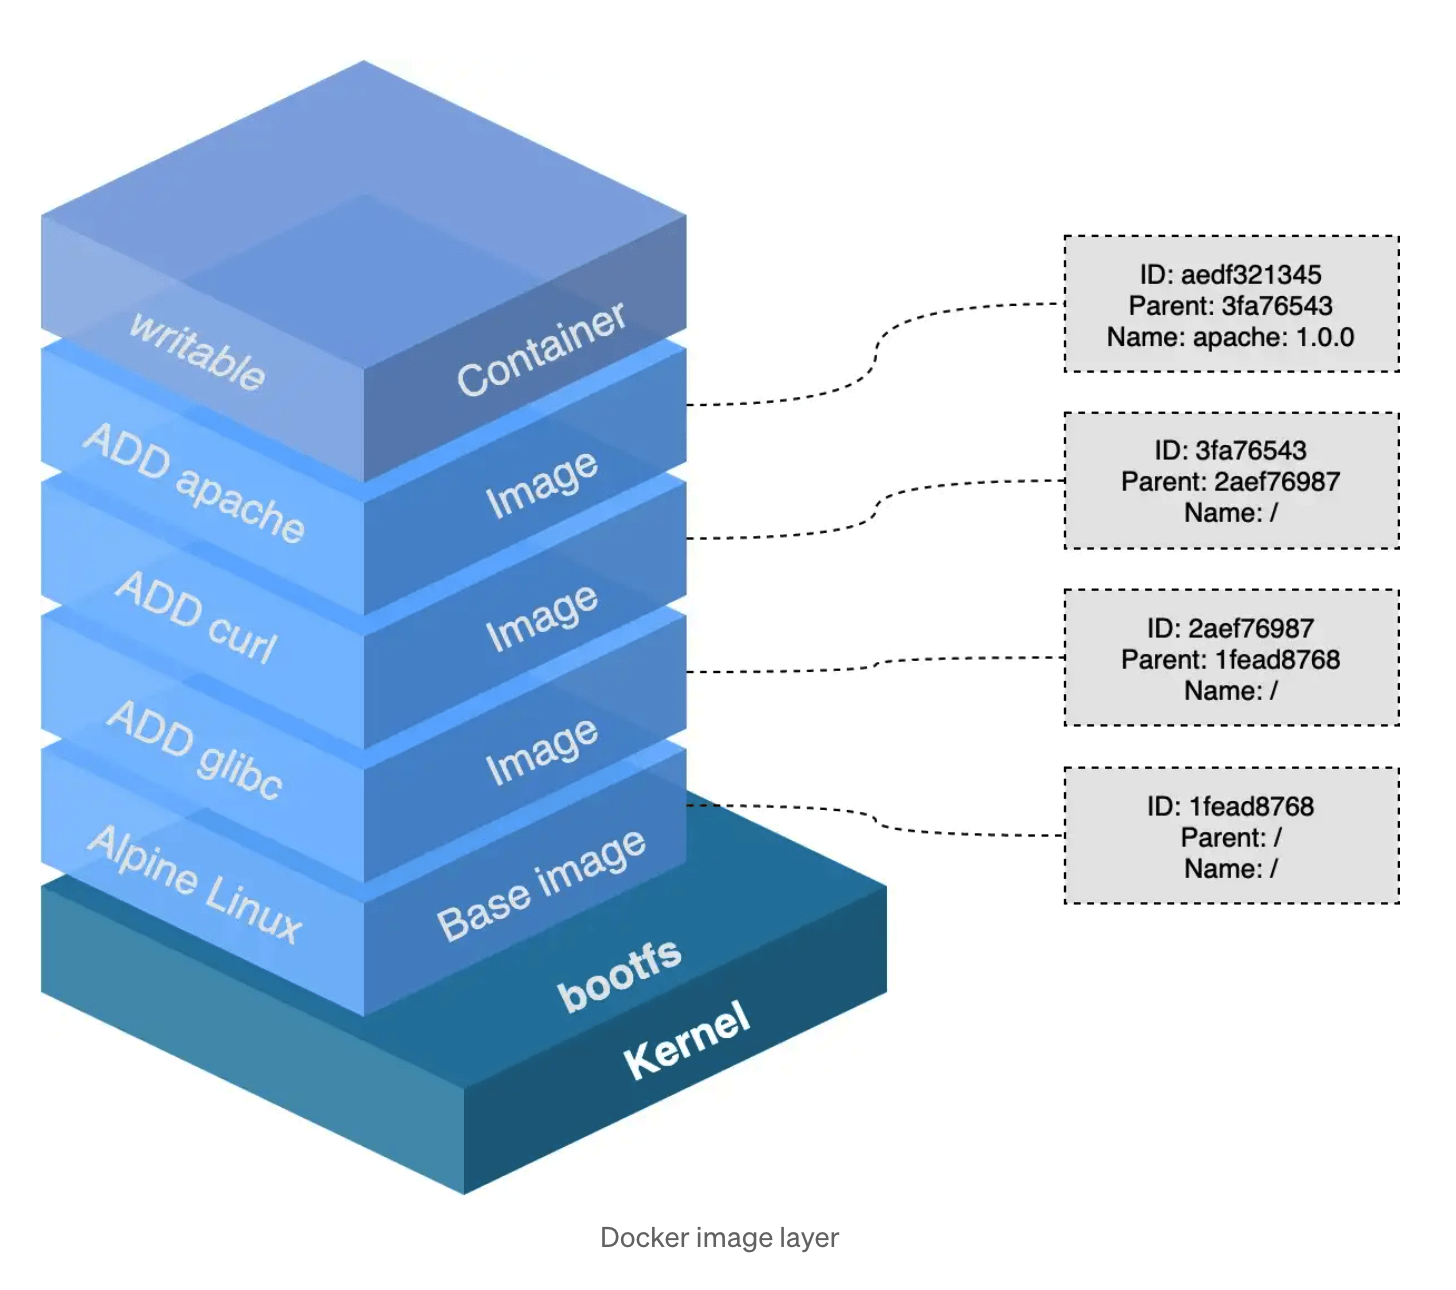 writable
Container
ADD apache
Image
ADD curl
Image
ADD glibc
Image
Alpine Linux
Base image
bootfs
Kernel
ID: aedf321345
Parent: 3fa76543
Name: apache: 1.0.0
ID: 3fa76543
Parent: 2aef76987
Name: /
ID: 2aef76987
Parent: 1fead8768
Name: /
ID: 1fead8768
Parent: /
Name: /
Docker image layer